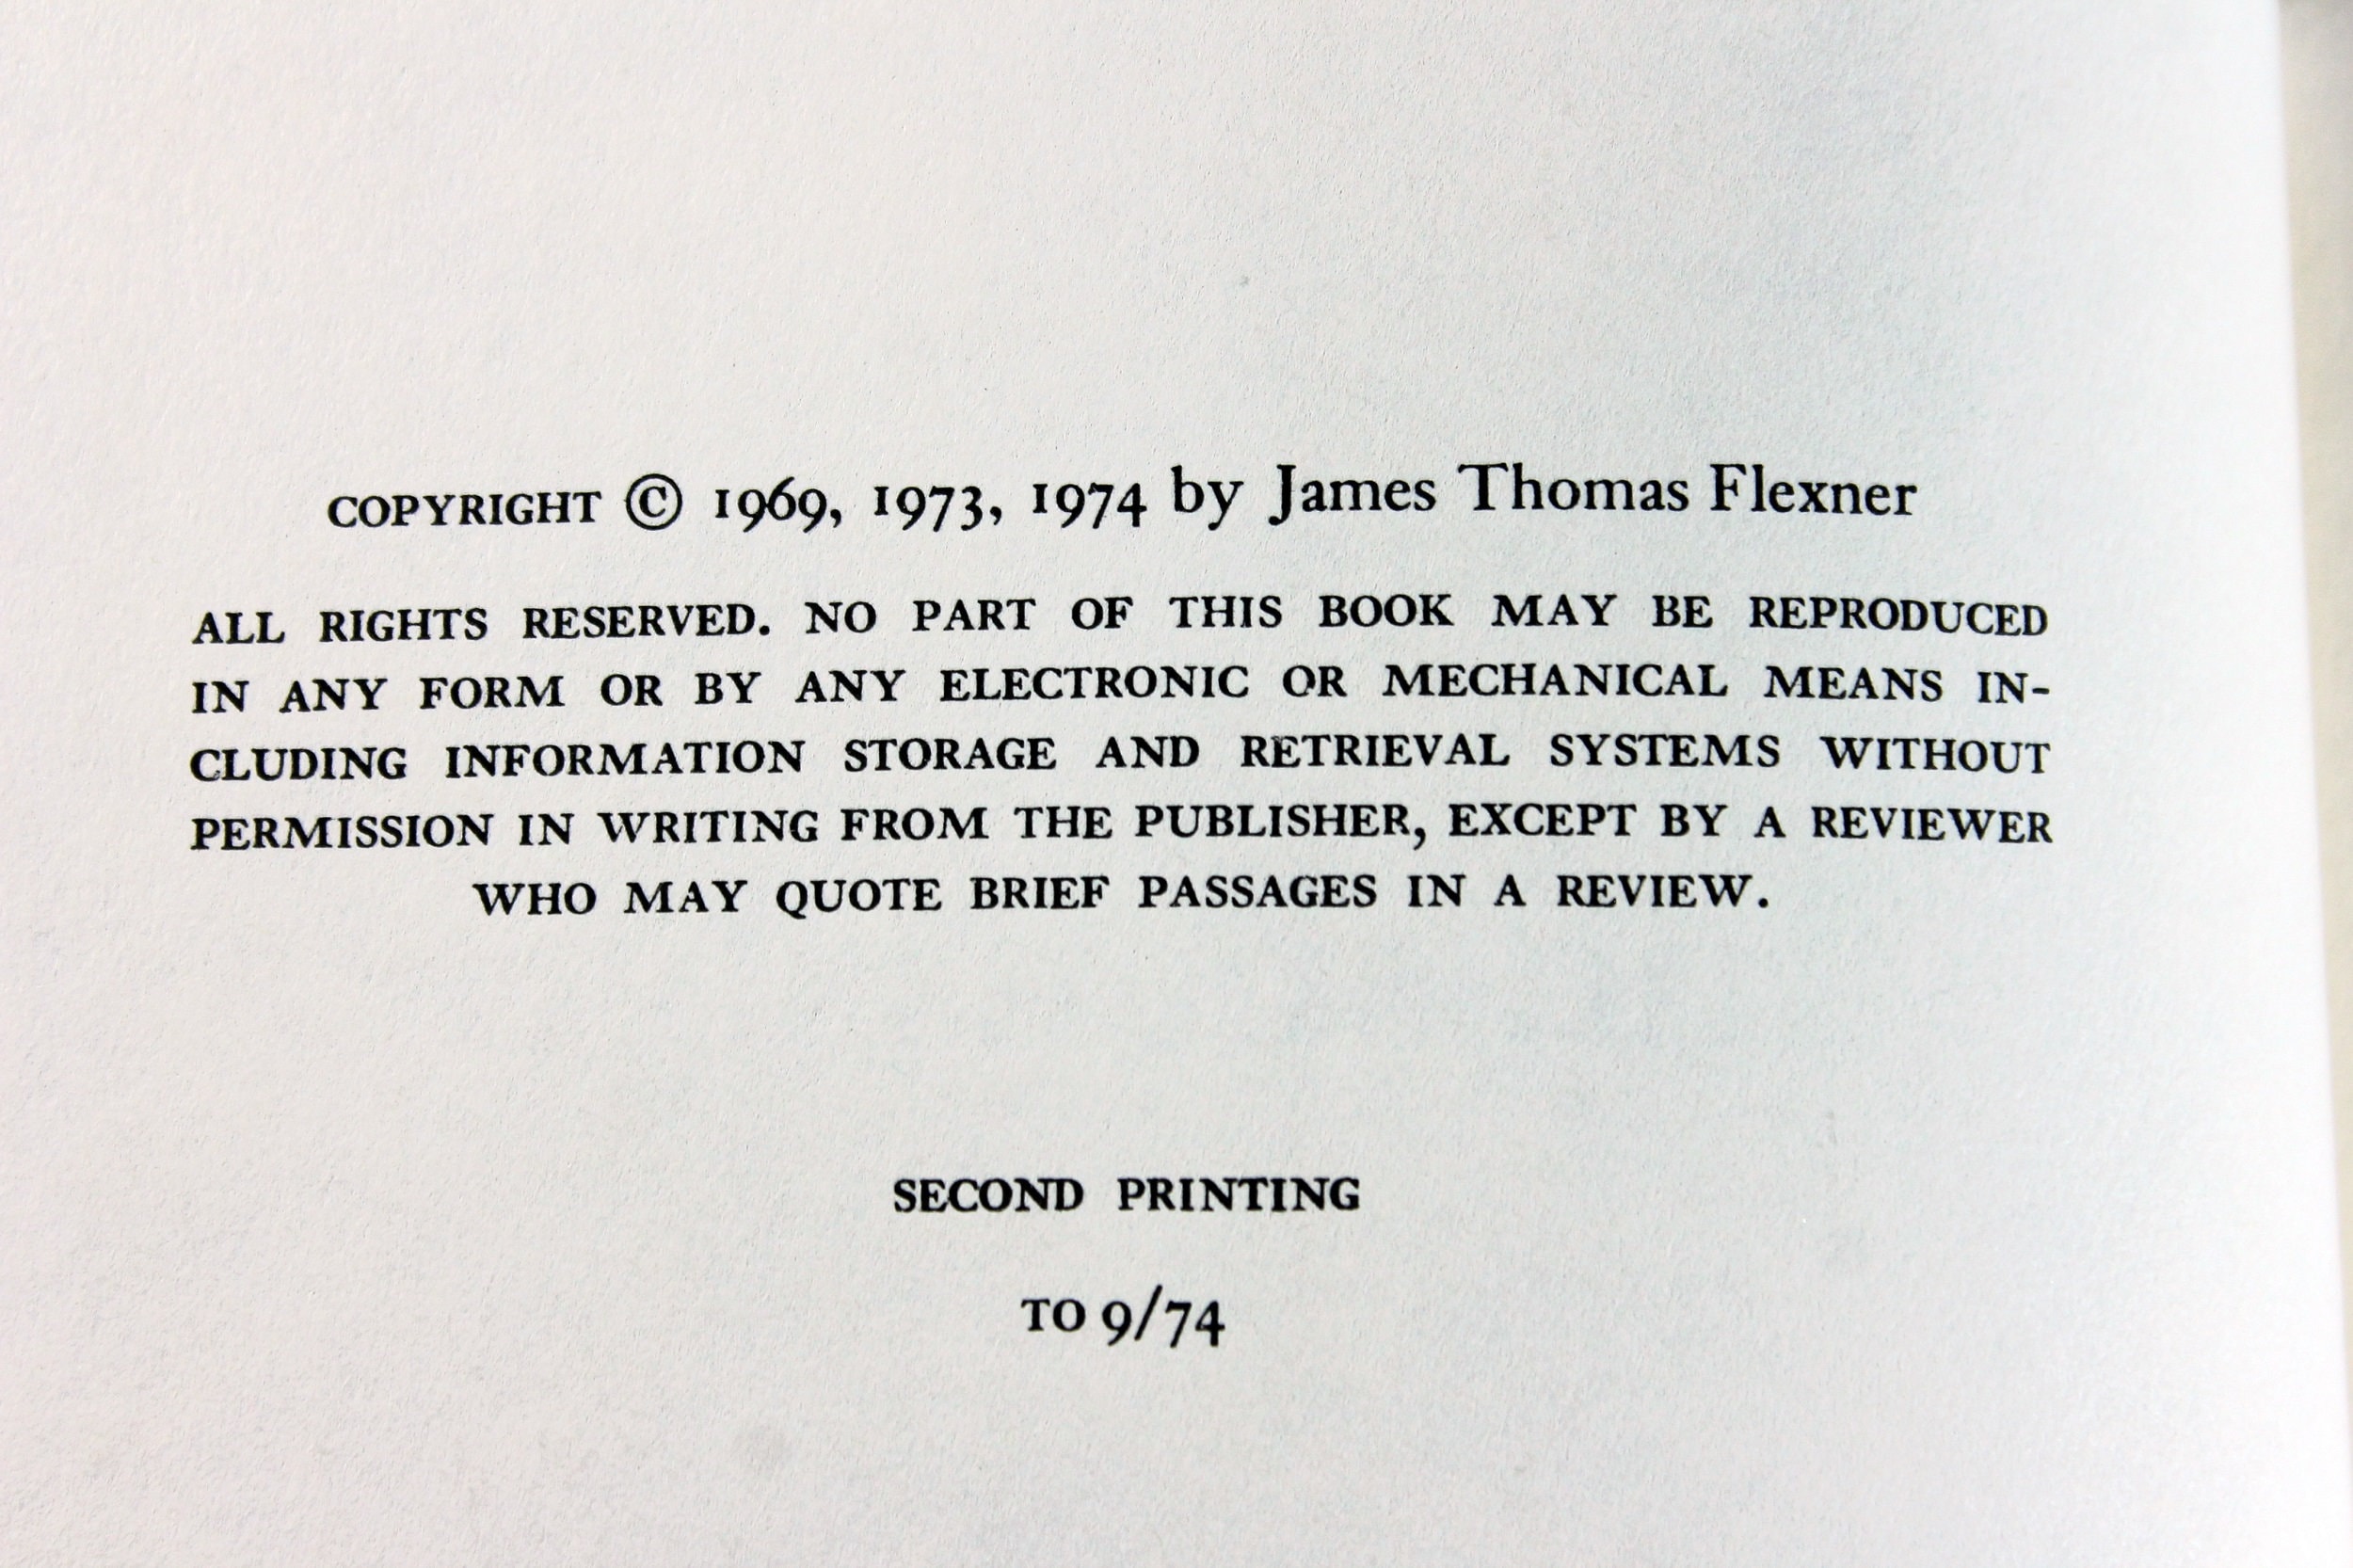 COPYRIGHT © 1969, 1973, 1974 by James Thomas Flexner
ALL RIGHTS RESERVED. NO PART OF THIS BOOK MAY BE REPRODUCED
IN ANY FORM OR BY ANY ELECTRONIC OR MECHANICAL MEANS IN-
CLUDING INFORMATION STORAGE AND RETRIEVAL SYSTEMS WITHOUT
PERMISSION IN WRITING FROM THE PUBLISHER, EXCEPT BY A REVIEWER
WHO MAY QUOTE BRIEF PASSAGES IN A REVIEW.
SECOND PRINTING
TO 9/74